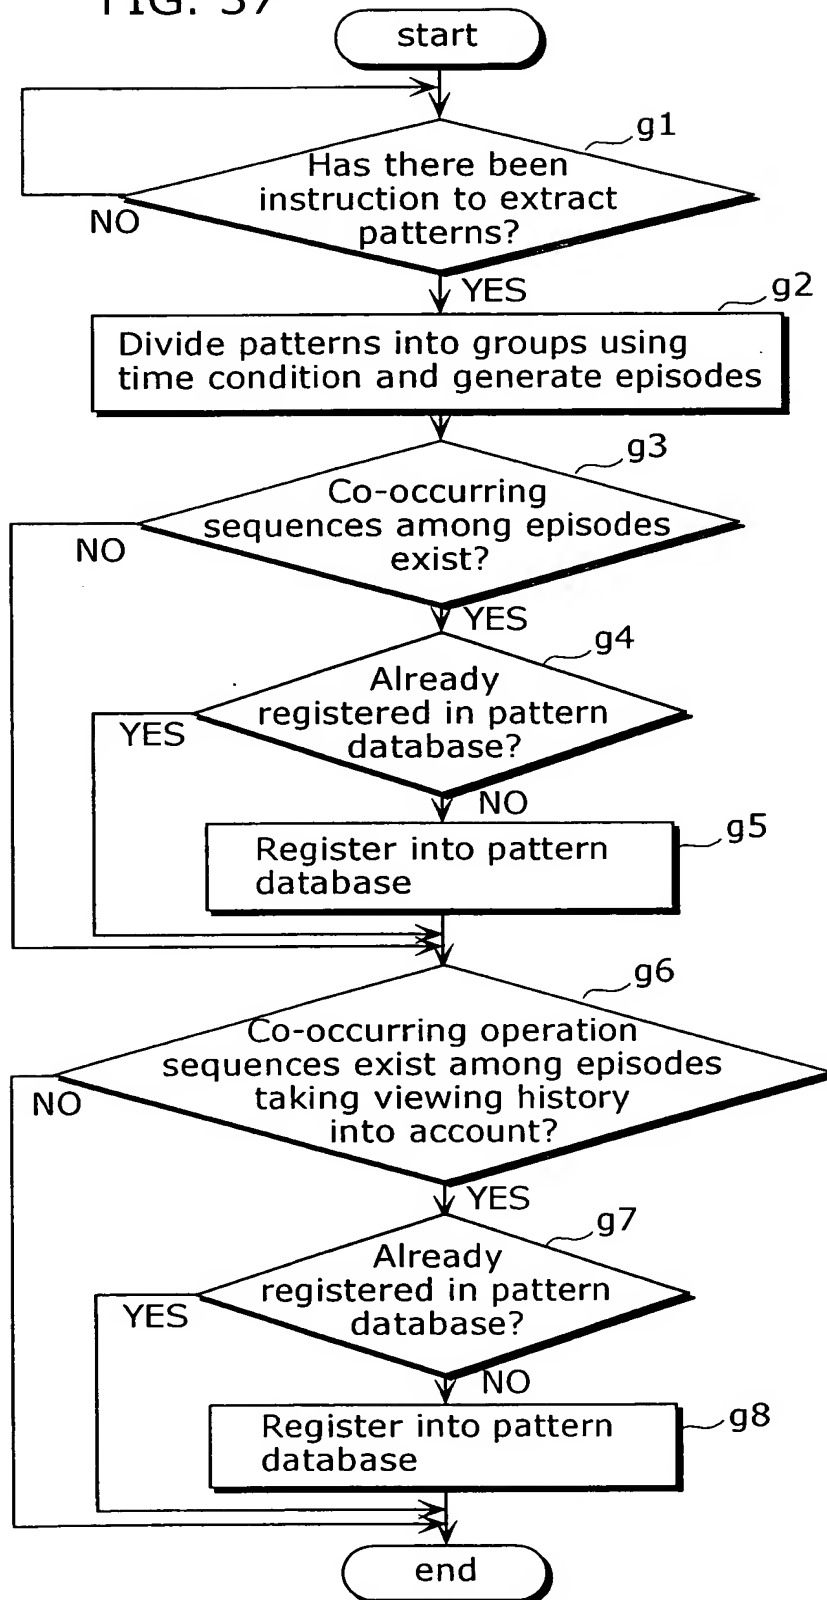 FIG. 37
start
g1
Has there been
instruction to extract
patterns?
NO
YES
g2
Divide patterns into groups using
time condition and generate episodes
g3
Co-occurring
sequences among episodes
exist?
NO
YES
g4
Already
registered in pattern
database?
YES
NO
g5
Register into pattern
database
g6
Co-occurring operation
sequences exist among episodes
taking viewing history
into account?
NO
YES
g7
Already
registered in pattern
database?
YES
NO
g8
Register into pattern
database
end